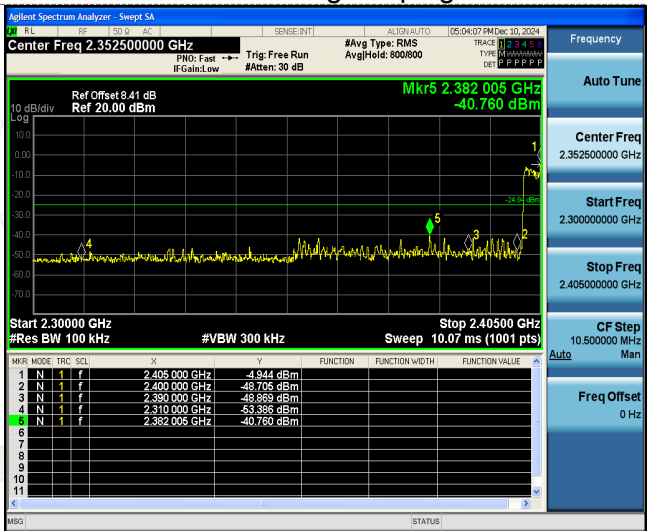 Agilent Spectrum Analyzer - Swept SA
RL RF 50 Ω AC SENSE:INT ALIGN AUTO 05:04:07 PM Dec 10, 2024
Center Freq 2.352500000 GHz
PNO: Fast
IFGain:Low
Trig: Free Run
#Atten: 30 dB
#Avg Type: RMS
Avg|Hold: 800/800
TRACE 1 2 3 4 5 6
TYPE M WWWWW
DET P P P P P P
Ref Offset 8.41 dB
10 dB/div Ref 20.00 dBm
Log
Mkr5 2.382 005 GHz
-40.760 dBm
10.0
0.00
-10.0
-20.0
-30.0
-40.0
-50.0
-60.0
-70.0
1
-24.94 dBm
5
4
3
2
Start 2.30000 GHz
Stop 2.40500 GHz
#Res BW 100 kHz #VBW 300 kHz Sweep 10.07 ms (1001 pts)
MKR MODE TRC SCL X Y FUNCTION FUNCTION WIDTH FUNCTION VALUE
1 N 1 f 2.405 000 GHz -4.944 dBm
2 N 1 f 2.400 000 GHz -48.705 dBm
3 N 1 f 2.390 000 GHz -48.869 dBm
4 N 1 f 2.310 000 GHz -53.386 dBm
5 N 1 f 2.382 005 GHz -40.760 dBm
6
7
8
9
10
11
MSG STATUS
Frequency
Auto Tune
Center Freq
2.352500000 GHz
Start Freq
2.300000000 GHz
Stop Freq
2.405000000 GHz
CF Step
10.500000 MHz
Auto Man
Freq Offset
0 Hz